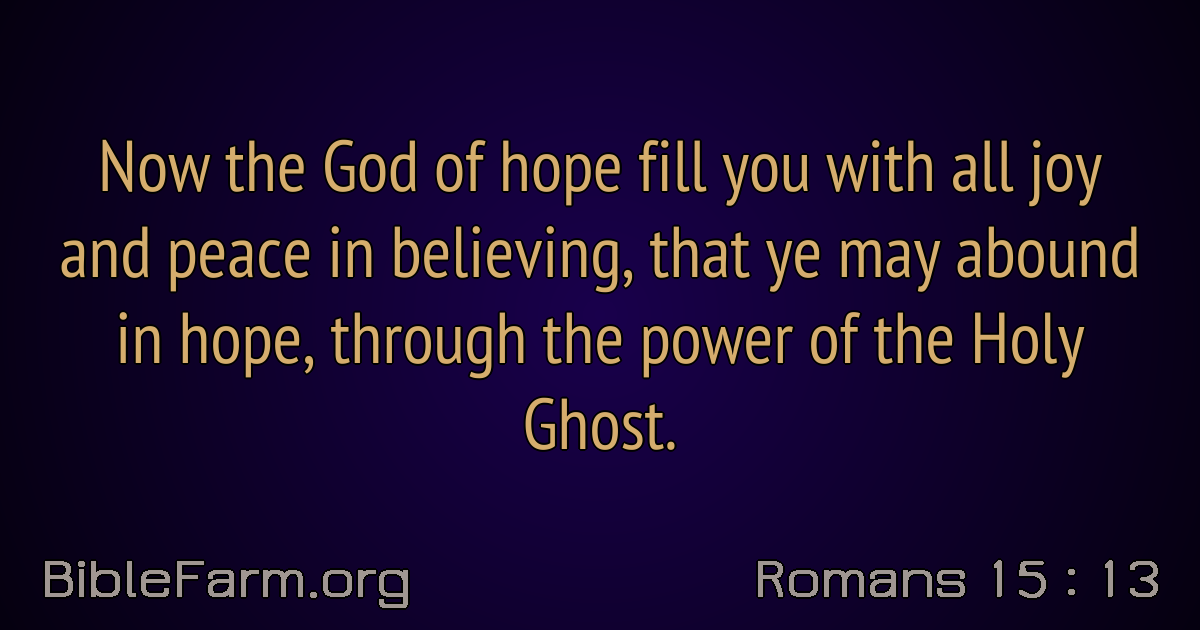 Now the God of hope fill you with all joy
and peace in believing, that ye may abound
in hope, through the power of the Holy
Ghost.
BibleFarm.org
Romans 15 : 13